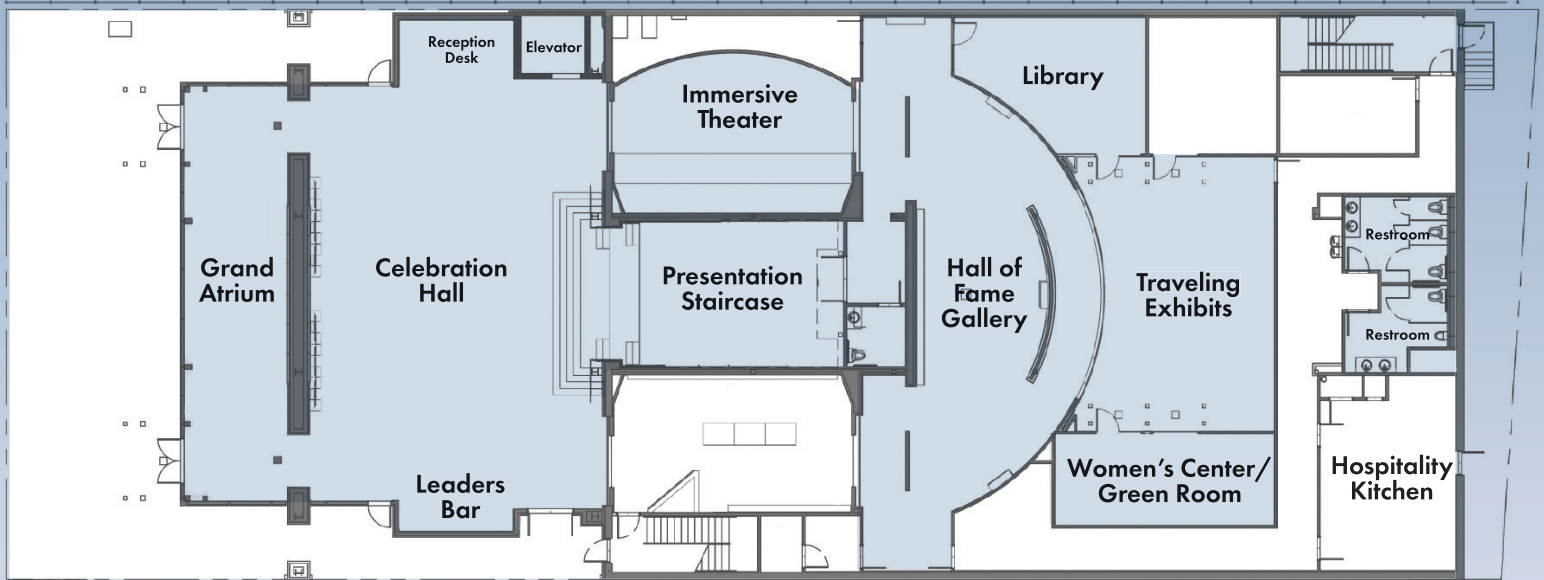 Reception
Desk
Elevator
Immersive
Theater
Library
Grand
Atrium
Celebration
Hall
Presentation
Staircase
Hall of
Fame
Gallery
Traveling
Exhibits
Restroom
Restroom
Leaders
Bar
Women's Center/
Green Room
Hospitality
Kitchen